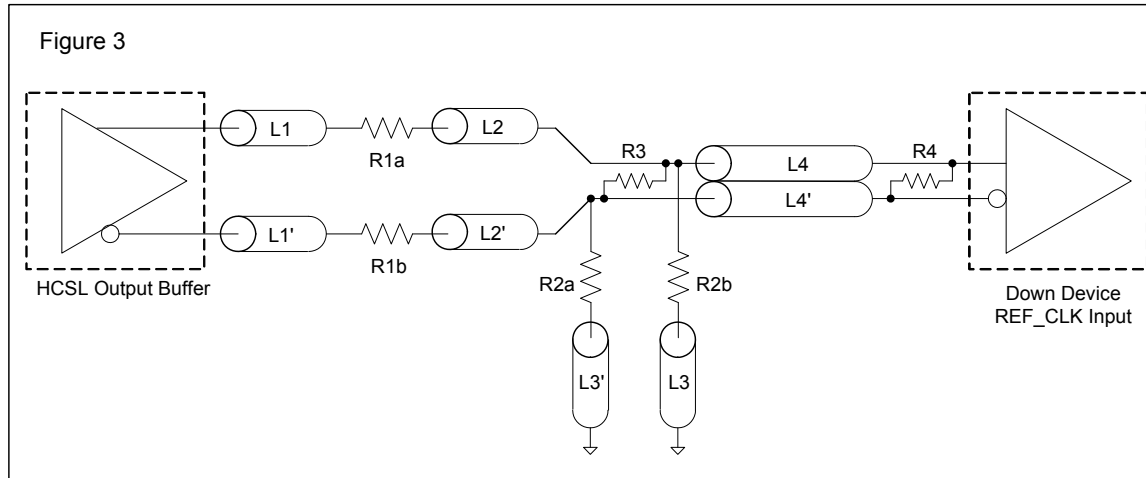 Figure 3
L1
R1a
L2
R3
L4
R4
L4'
L1'
R1b
L2'
R2a
R2b
HCSL Output Buffer
Down Device
REF_CLK Input
L3'
L3